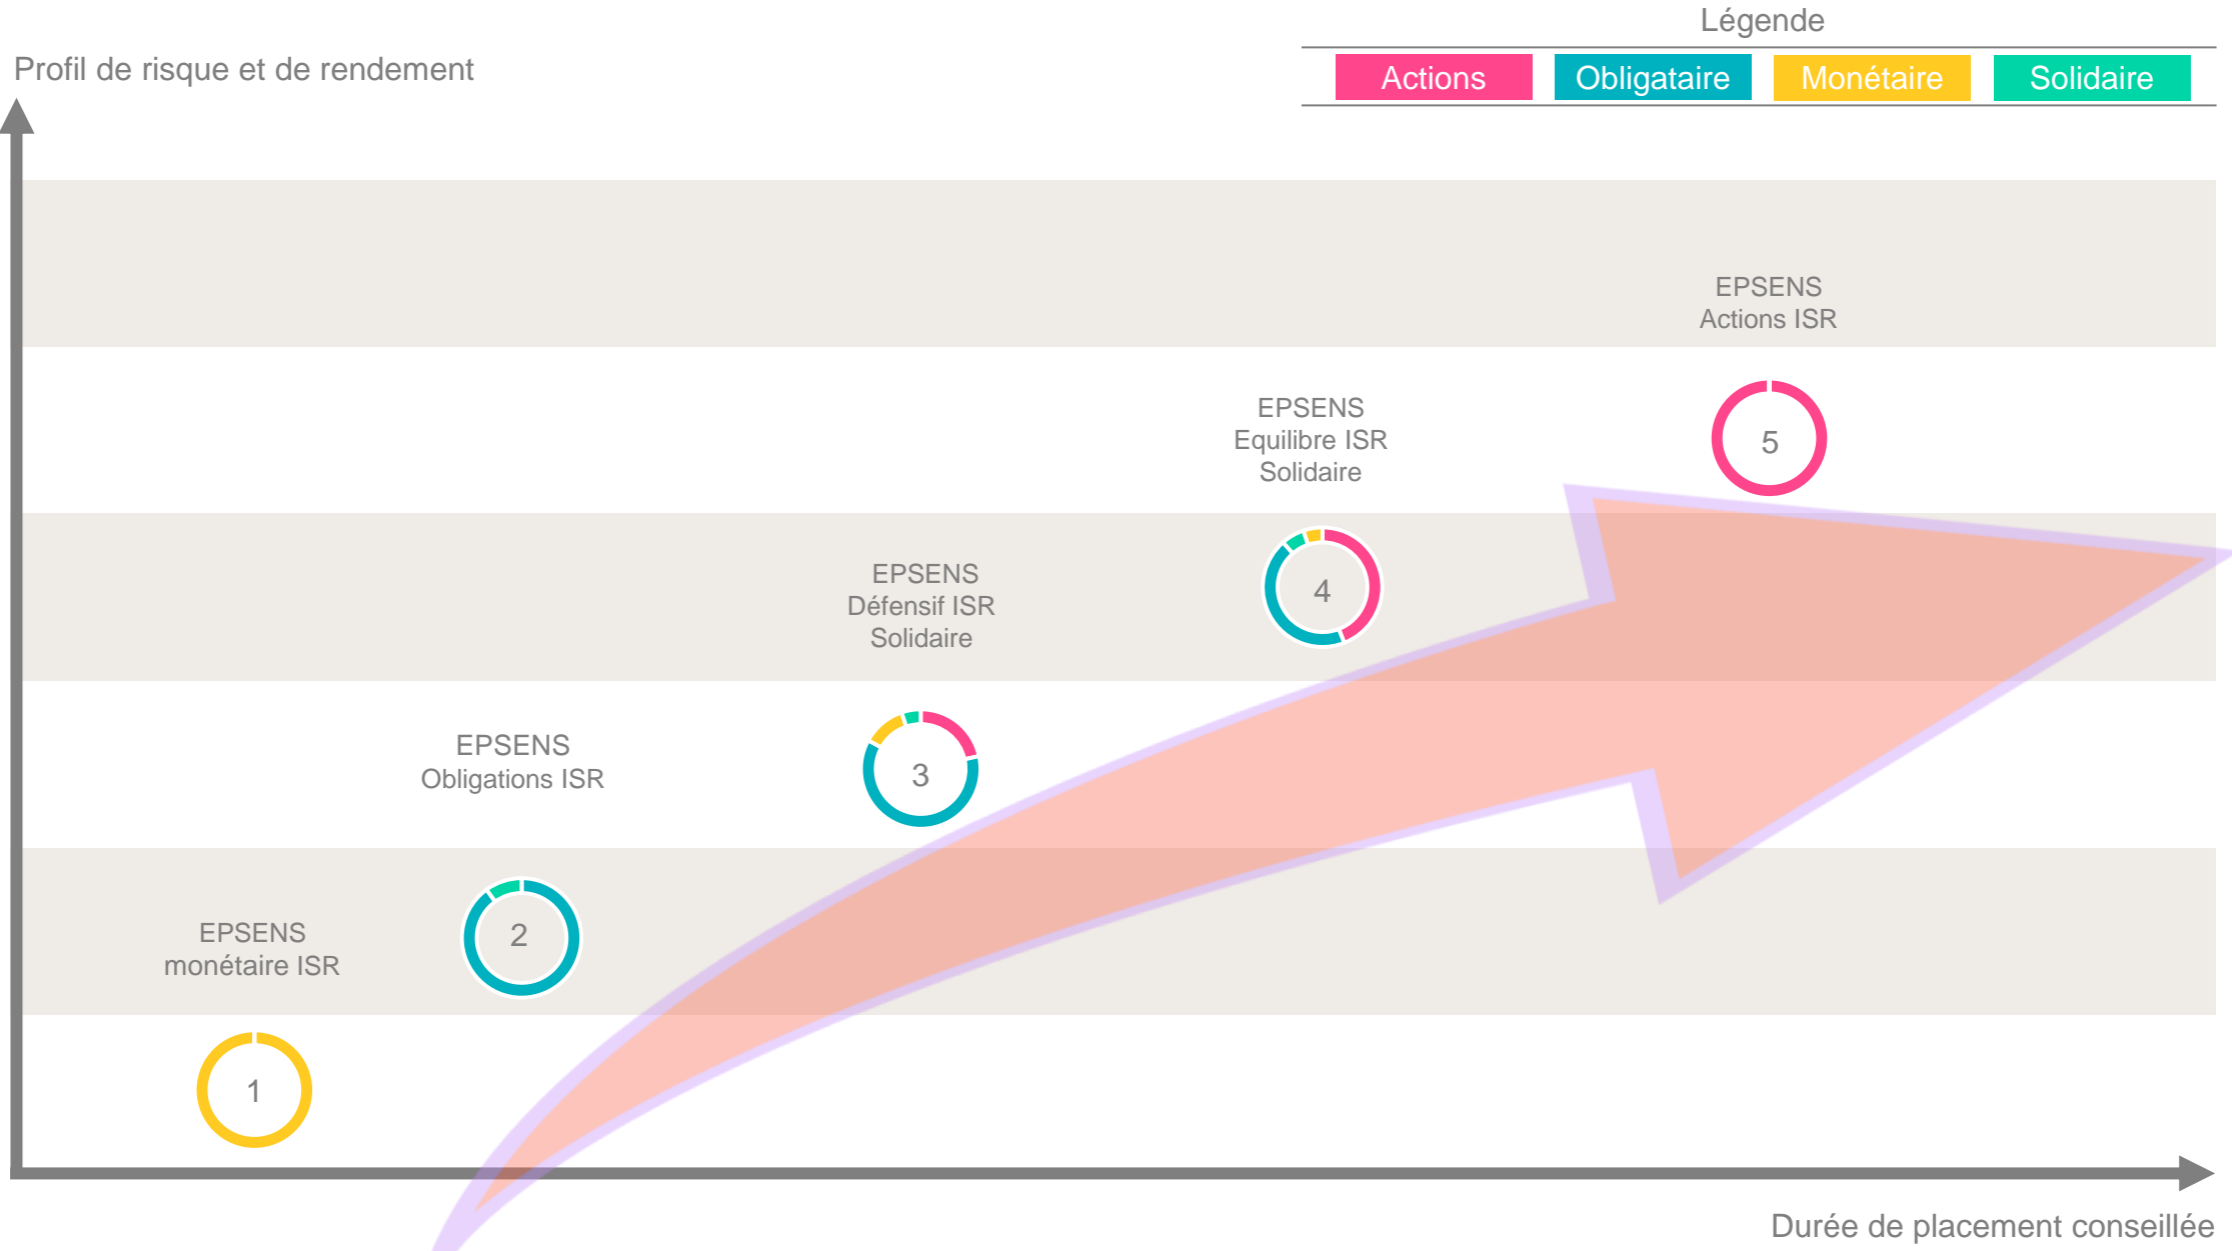 Légende
Profil de risque et de rendement
Actions
Obligataire
Monétaire
Solidaire
EPSENS
Actions ISR
5
EPSENS
Equilibre ISR
Solidaire
4
EPSENS
Défensif ISR
Solidaire
3
EPSENS
Obligations ISR
2
EPSENS
monétaire ISR
1
Durée de placement conseillée